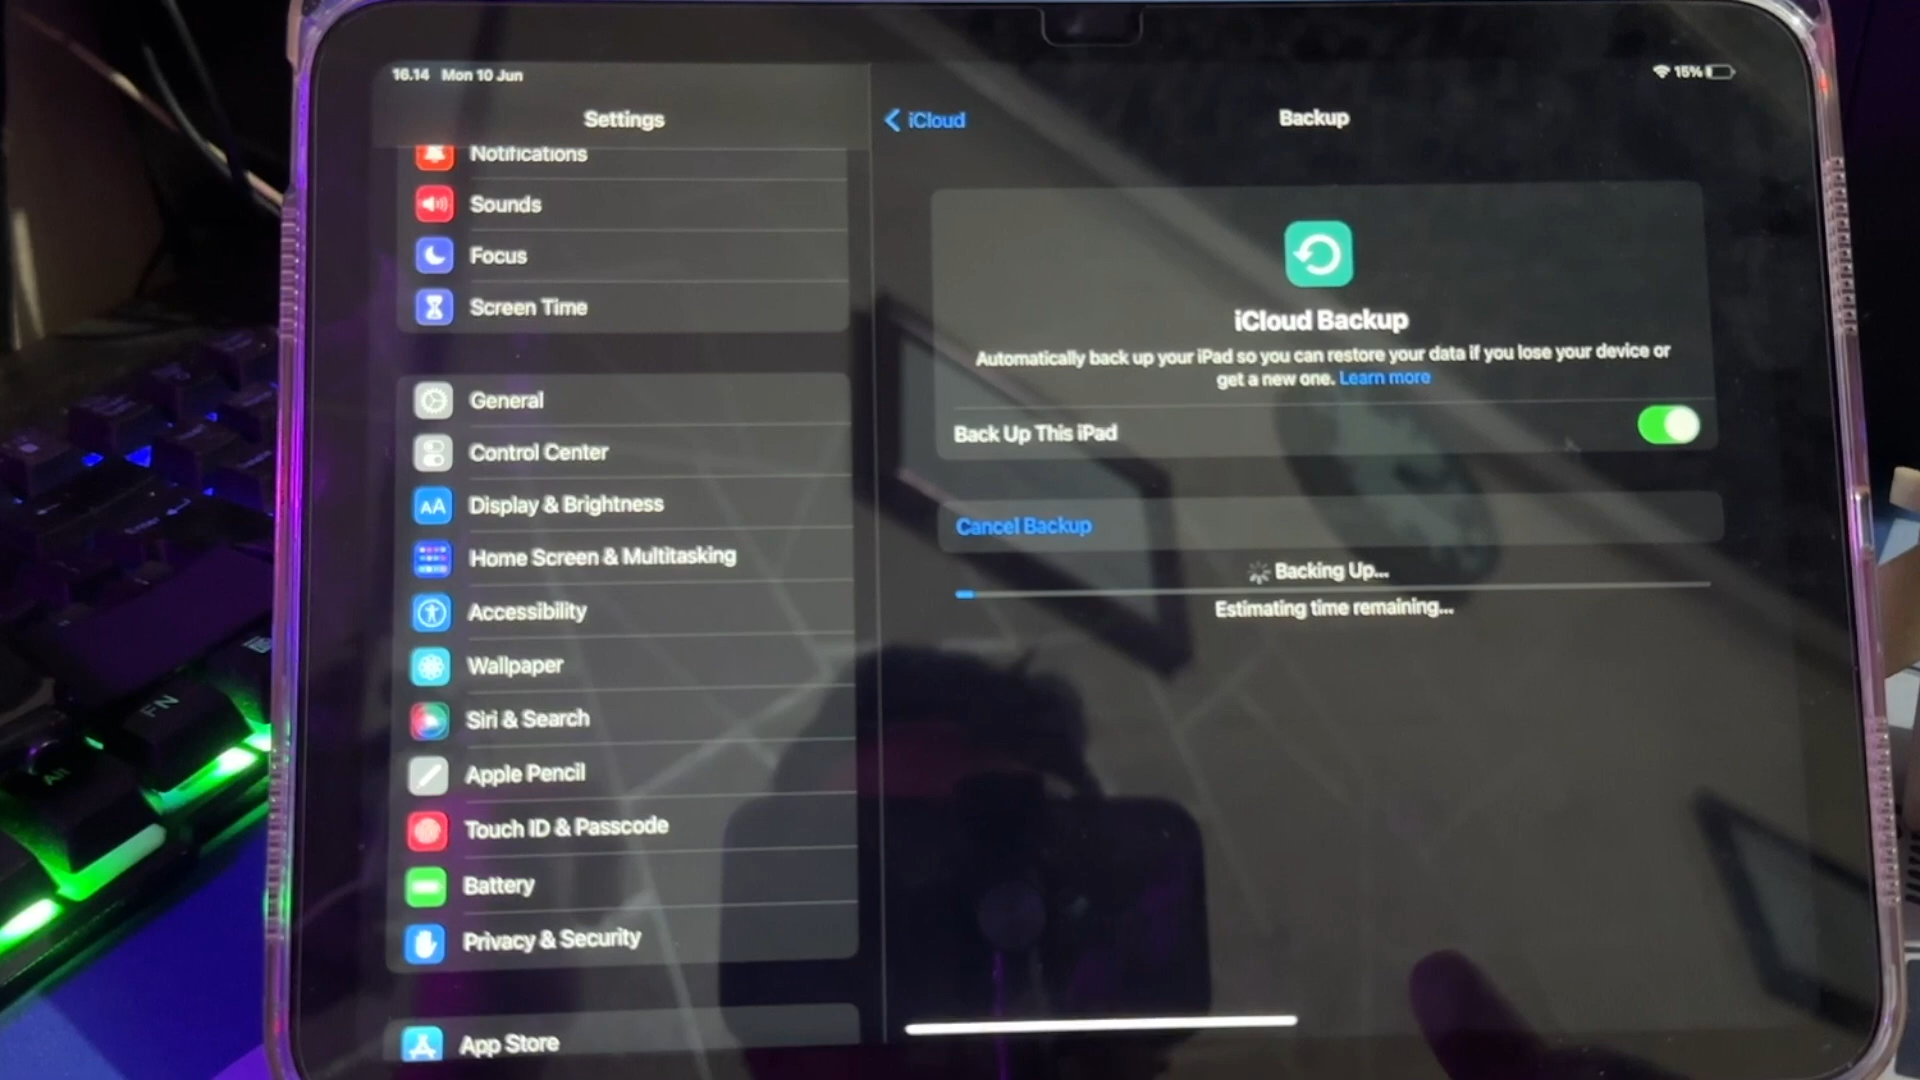 16.14 Mon 10 Jun
15%
Settings
Notifications
Sounds
Focus
Screen Time
General
Control Center
AA Display & Brightness
Home Screen & Multitasking
Accessibility
Wallpaper
Siri & Search
Apple Pencil
Touch ID & Passcode
Battery
Privacy & Security
App Store
iCloud
Backup
iCloud Backup
Automatically back up your iPad so you can restore your data if you lose your device or
get a new one. Learn more
Back Up This iPad
Cancel Backup
Backing Up...
Estimating time remaining...
FN
Alt